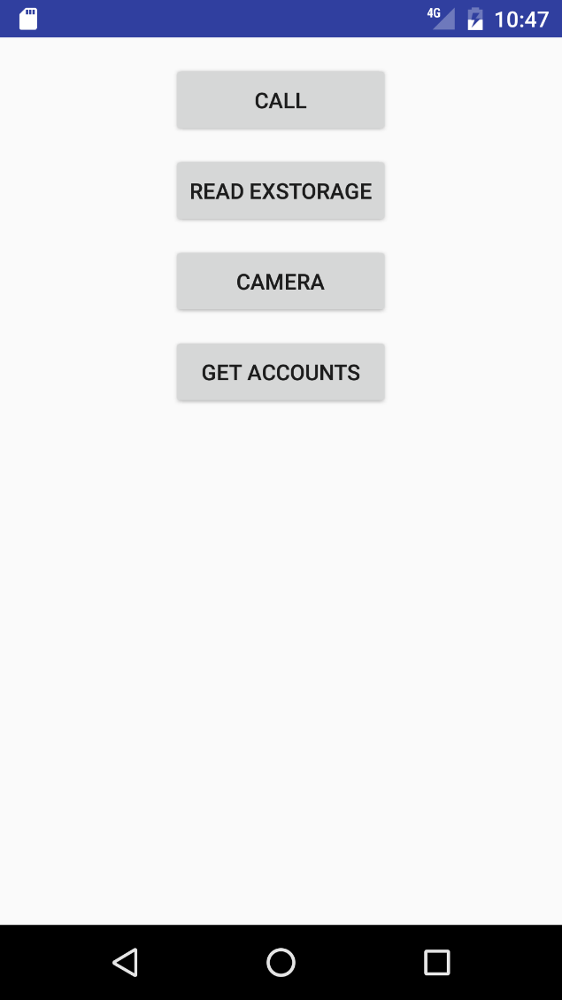 4G 10:47
CALL
READ EXSTORAGE
CAMERA
GET ACCOUNTS